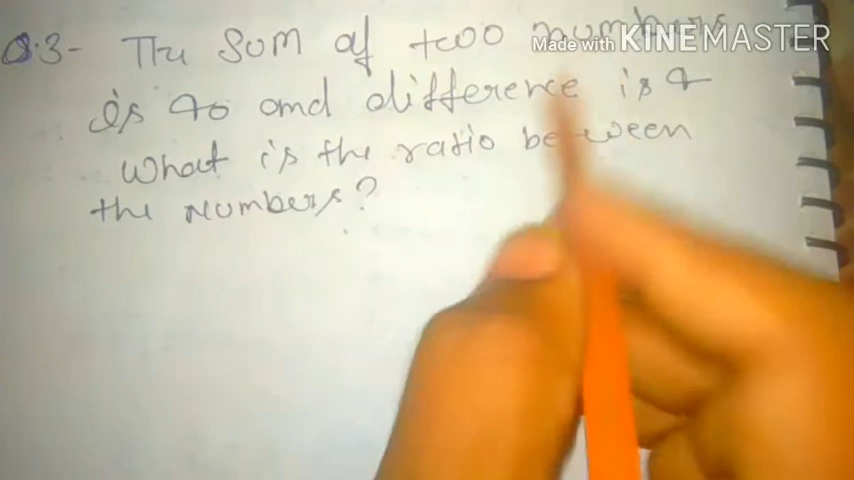 Q.3- The Sum of two numbers
is 40 and difference is 4
What is the ratio between
the Numbers?
Made with KINEMASTER